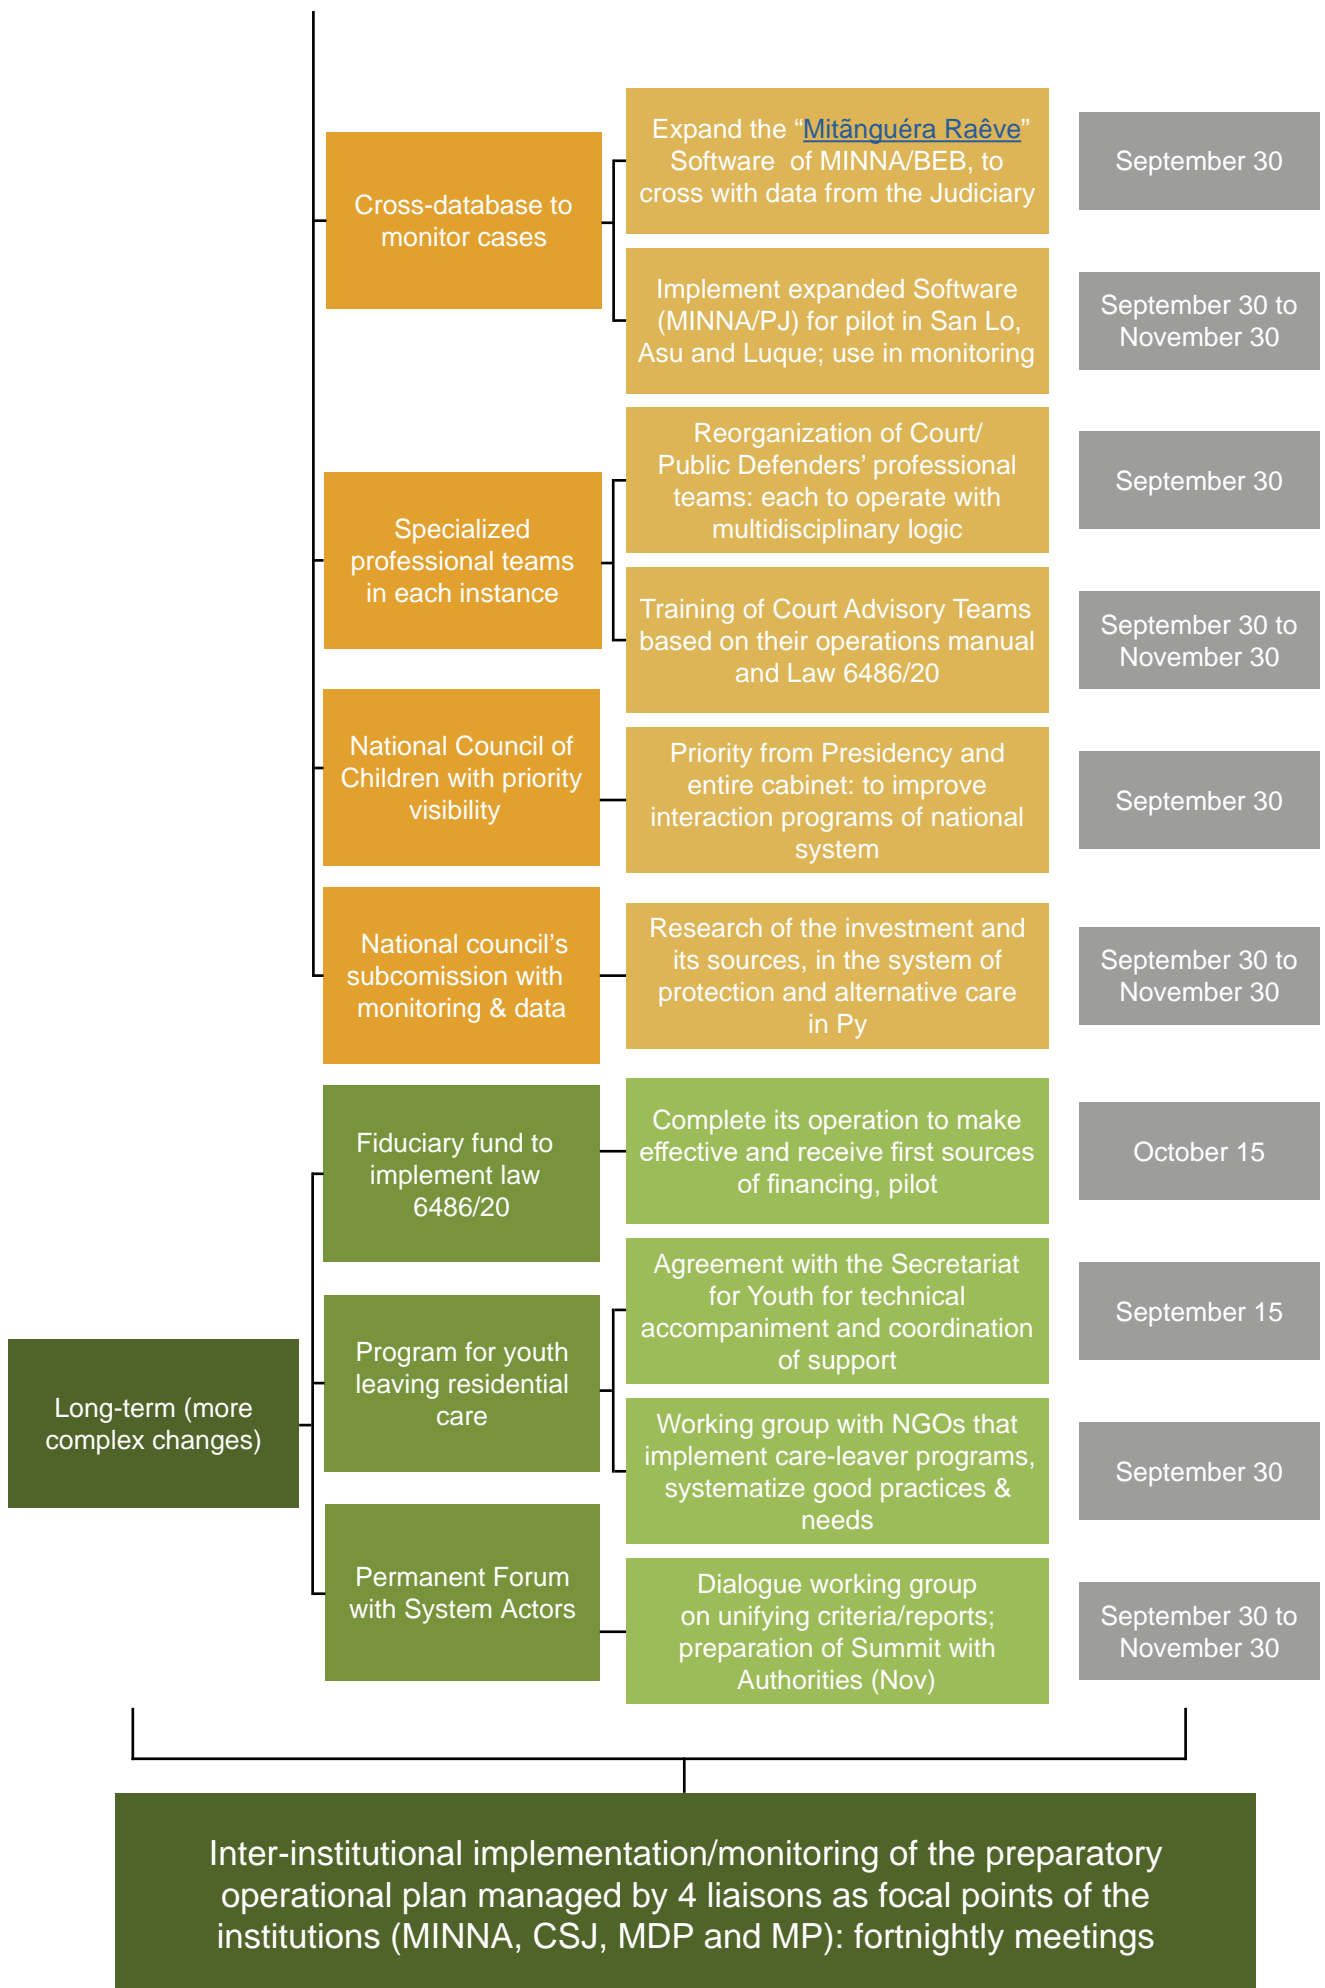 Cross-database to
monitor cases
Expand the “Mitãnguéra Raêve”
Software of MINNA/BEB, to
cross with data from the Judiciary
September 30
Implement expanded Software
(MINNA/PJ) for pilot in San Lo,
Asu and Luque; use in monitoring
September 30 to
November 30
Specialized
professional teams
in each instance
Reorganization of Court/
Public Defenders’ professional
teams: each to operate with
multidisciplinary logic
September 30
Training of Court Advisory Teams
based on their operations manual
and Law 6486/20
September 30 to
November 30
National Council of
Children with priority
visibility
Priority from Presidency and
entire cabinet: to improve
interaction programs of national
system
September 30
National council’s
subcomission with
monitoring & data
Research of the investment and
its sources, in the system of
protection and alternative care
in Py
September 30 to
November 30
Long-term (more
complex changes)
Fiduciary fund to
implement law
6486/20
Complete its operation to make
effective and receive first sources
of financing, pilot
October 15
Program for youth
leaving residential
care
Agreement with the Secretariat
for Youth for technical
accompaniment and coordination
of support
September 15
Working group with NGOs that
implement care-leaver programs,
systematize good practices &
needs
September 30
Permanent Forum
with System Actors
Dialogue working group
on unifying criteria/reports;
preparation of Summit with
Authorities (Nov)
September 30 to
November 30
Inter-institutional implementation/monitoring of the preparatory
operational plan managed by 4 liaisons as focal points of the
institutions (MINNA, CSJ, MDP and MP): fortnightly meetings